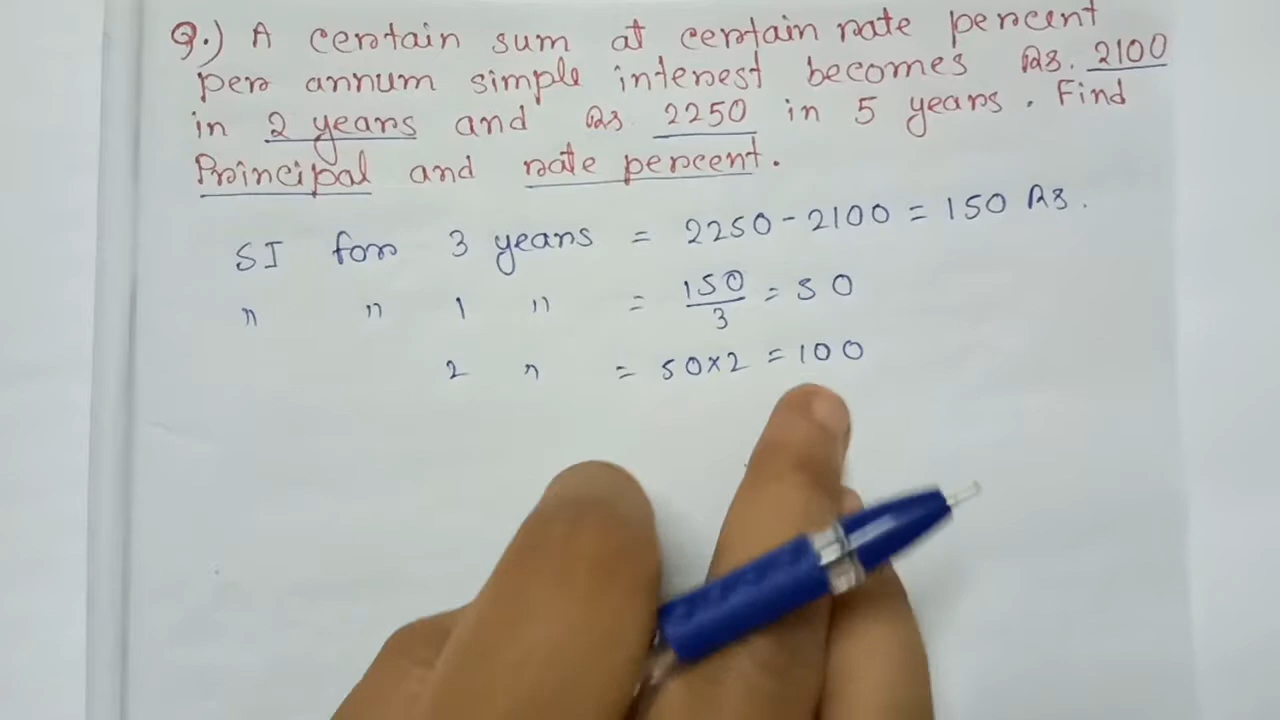 Q.) A certain sum at certain rate percent
per annum simple interest becomes Rs. 2100
in 2 years and Rs. 2250 in 5 years. Find
Principal and rate percent.
SI for 3 years = 2250 - 2100 = 150 Rs.
" " 1 " = 150/3 = 50
2 " = 50×2 = 100